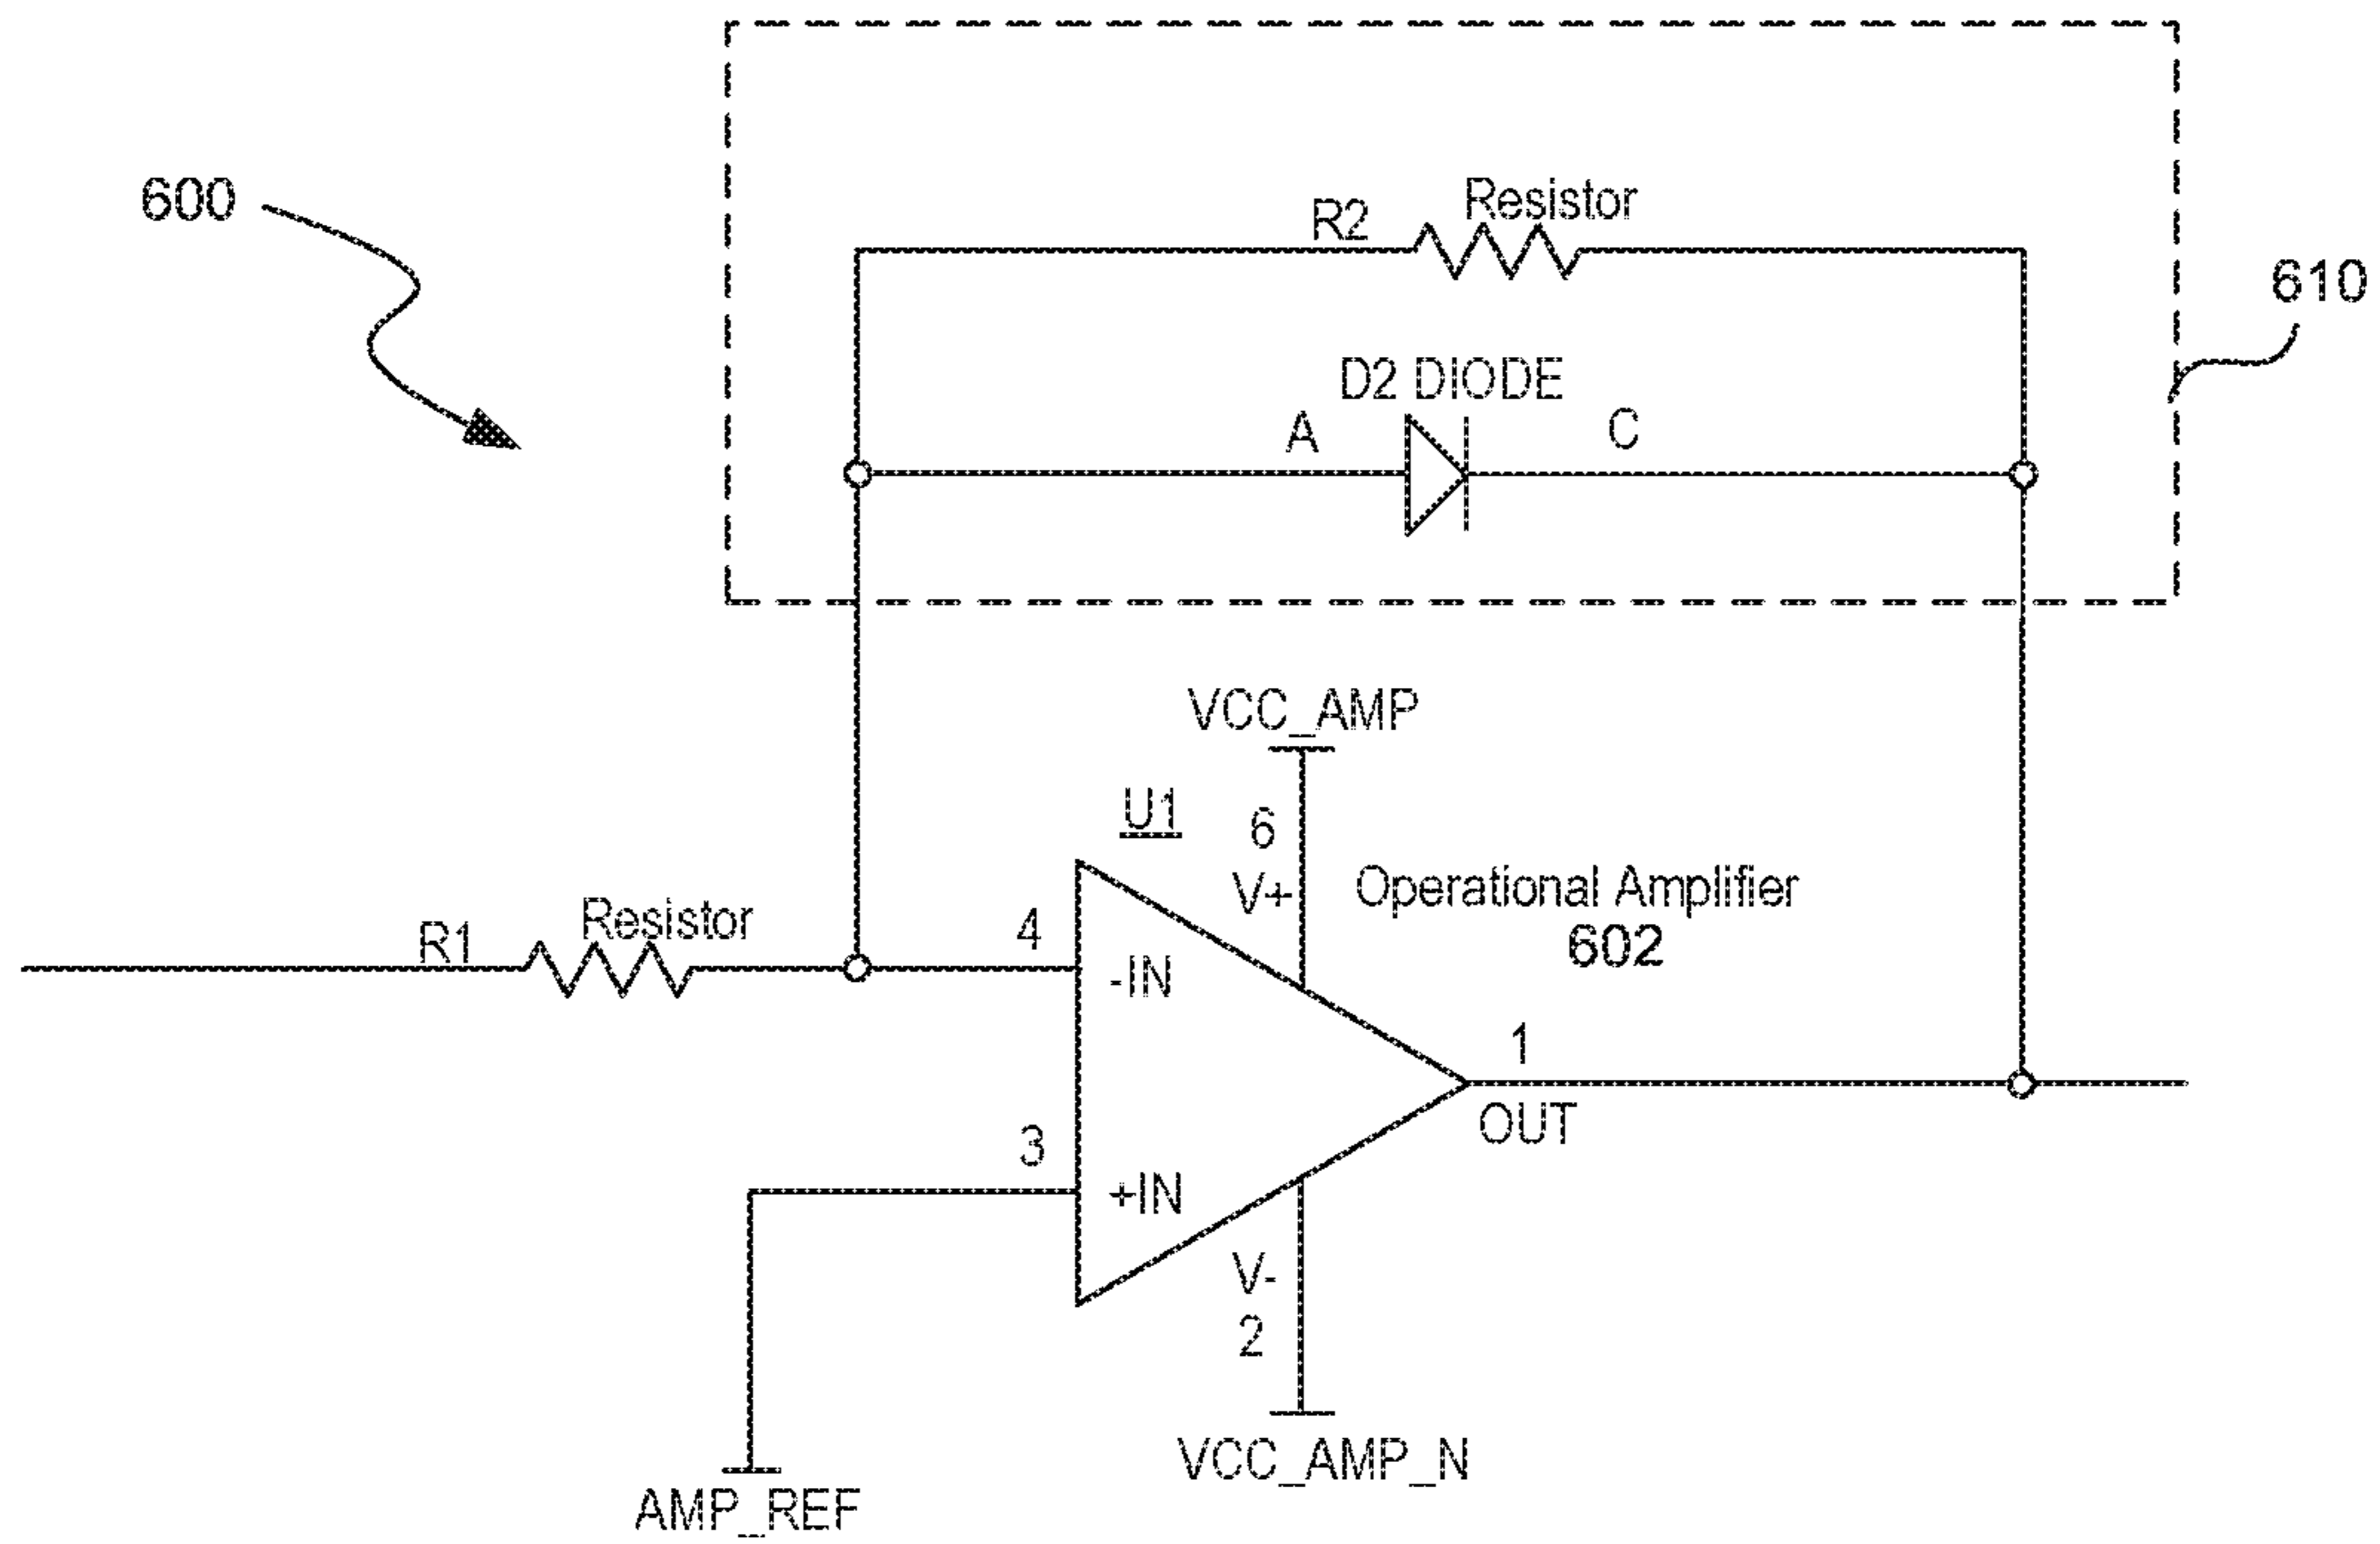 600
R2
Resistor
610
D2 DIODE
A
C
VCC_AMP
U1
6
V+
Operational Amplifier
602
R1
Resistor
4
-IN
1
OUT
3
+IN
V-
2
VCC_AMP_N
AMP_REF